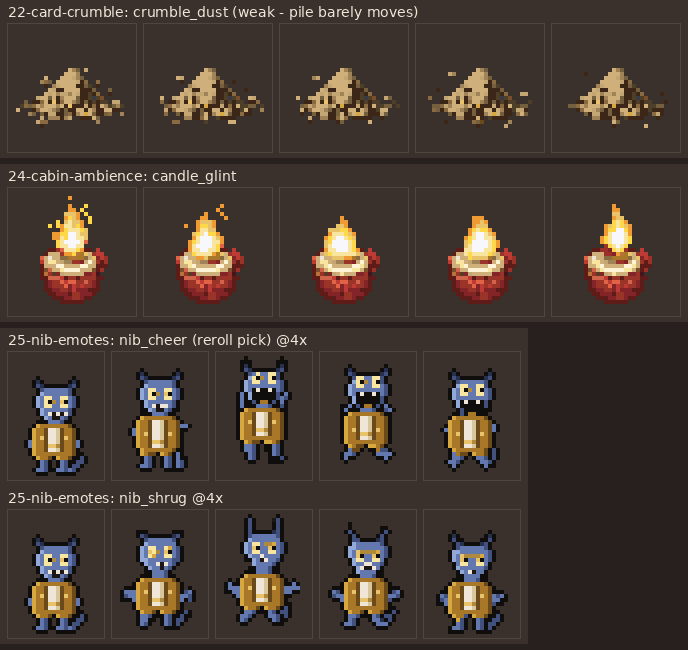 22-card-crumble: crumble_dust (weak - pile barely moves)
24-cabin-ambience: candle_glint
25-nib-emotes: nib_cheer (reroll pick) @4x
25-nib-emotes: nib_shrug @4x